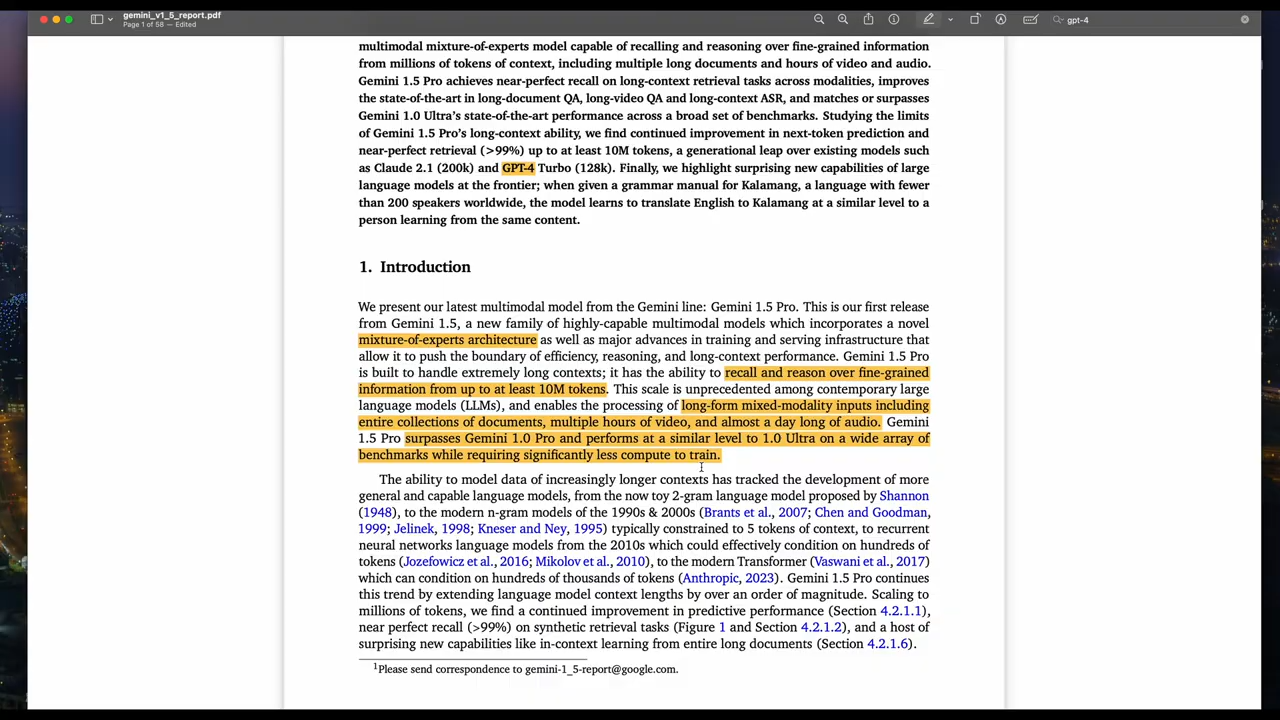 gemini_v1_5_report.pdf
Page 1 of 58 — Edited
gpt-4
multimodal mixture-of-experts model capable of recalling and reasoning over fine-grained information
from millions of tokens of context, including multiple long documents and hours of video and audio.
Gemini 1.5 Pro achieves near-perfect recall on long-context retrieval tasks across modalities, improves
the state-of-the-art in long-document QA, long-video QA and long-context ASR, and matches or surpasses
Gemini 1.0 Ultra's state-of-the-art performance across a broad set of benchmarks. Studying the limits
of Gemini 1.5 Pro's long-context ability, we find continued improvement in next-token prediction and
near-perfect retrieval (>99%) up to at least 10M tokens, a generational leap over existing models such
as Claude 2.1 (200k) and GPT-4 Turbo (128k). Finally, we highlight surprising new capabilities of large
language models at the frontier; when given a grammar manual for Kalamang, a language with fewer
than 200 speakers worldwide, the model learns to translate English to Kalamang at a similar level to a
person learning from the same content.
1. Introduction
We present our latest multimodal model from the Gemini line: Gemini 1.5 Pro. This is our first release
from Gemini 1.5, a new family of highly-capable multimodal models which incorporates a novel
mixture-of-experts architecture as well as major advances in training and serving infrastructure that
allow it to push the boundary of efficiency, reasoning, and long-context performance. Gemini 1.5 Pro
is built to handle extremely long contexts; it has the ability to recall and reason over fine-grained
information from up to at least 10M tokens. This scale is unprecedented among contemporary large
language models (LLMs), and enables the processing of long-form mixed-modality inputs including
entire collections of documents, multiple hours of video, and almost a day long of audio. Gemini
1.5 Pro surpasses Gemini 1.0 Pro and performs at a similar level to 1.0 Ultra on a wide array of
benchmarks while requiring significantly less compute to train.
The ability to model data of increasingly longer contexts has tracked the development of more
general and capable language models, from the now toy 2-gram language model proposed by Shannon
(1948), to the modern n-gram models of the 1990s & 2000s (Brants et al., 2007; Chen and Goodman,
1999; Jelinek, 1998; Kneser and Ney, 1995) typically constrained to 5 tokens of context, to recurrent
neural networks language models from the 2010s which could effectively condition on hundreds of
tokens (Jozefowicz et al., 2016; Mikolov et al., 2010), to the modern Transformer (Vaswani et al., 2017)
which can condition on hundreds of thousands of tokens (Anthropic, 2023). Gemini 1.5 Pro continues
this trend by extending language model context lengths by over an order of magnitude. Scaling to
millions of tokens, we find a continued improvement in predictive performance (Section 4.2.1.1),
near perfect recall (>99%) on synthetic retrieval tasks (Figure 1 and Section 4.2.1.2), and a host of
surprising new capabilities like in-context learning from entire long documents (Section 4.2.1.6).
1Please send correspondence to gemini-1_5-report@google.com.